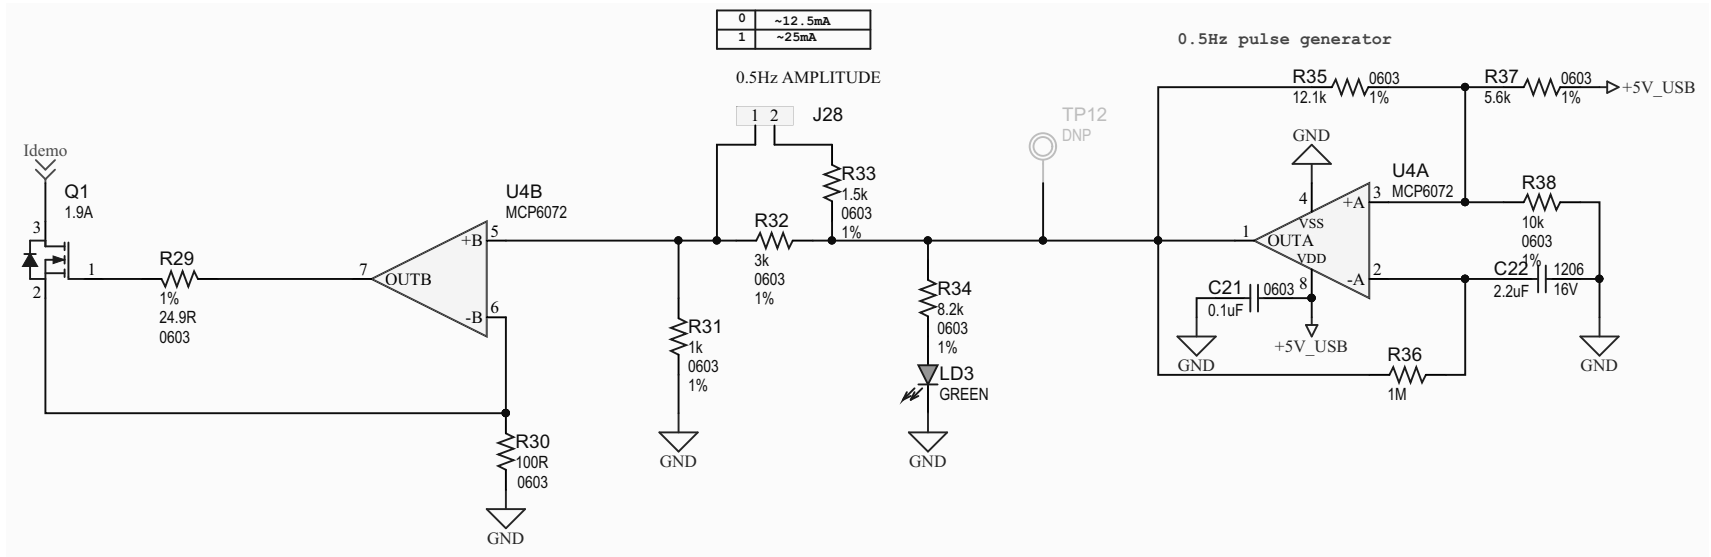 0 ~12.5mA
1 ~25mA
0.5Hz AMPLITUDE
1 2
J28
0.5Hz pulse generator
R35
12.1k
0603
1%
R37
5.6k
0603
1%
+5V_USB
TP12
DNP
GND
Idemo
Q1
1.9A
3
1
2
R29
1%
24.9R
0603
7
OUTB
U4B
MCP6072
+B
5
-B
6
R30
100R
0603
GND
R31
1k
0603
1%
GND
R32
3k
0603
1%
R33
1.5k
0603
1%
R34
8.2k
0603
1%
LD3
GREEN
GND
U4A
MCP6072
4
VSS
+A
3
1
OUTA
VDD
8
-A
2
R38
10k
0603
1%
C22
2.2uF
1206
16V
GND
C21
0.1uF
0603
GND
+5V_USB
R36
1M